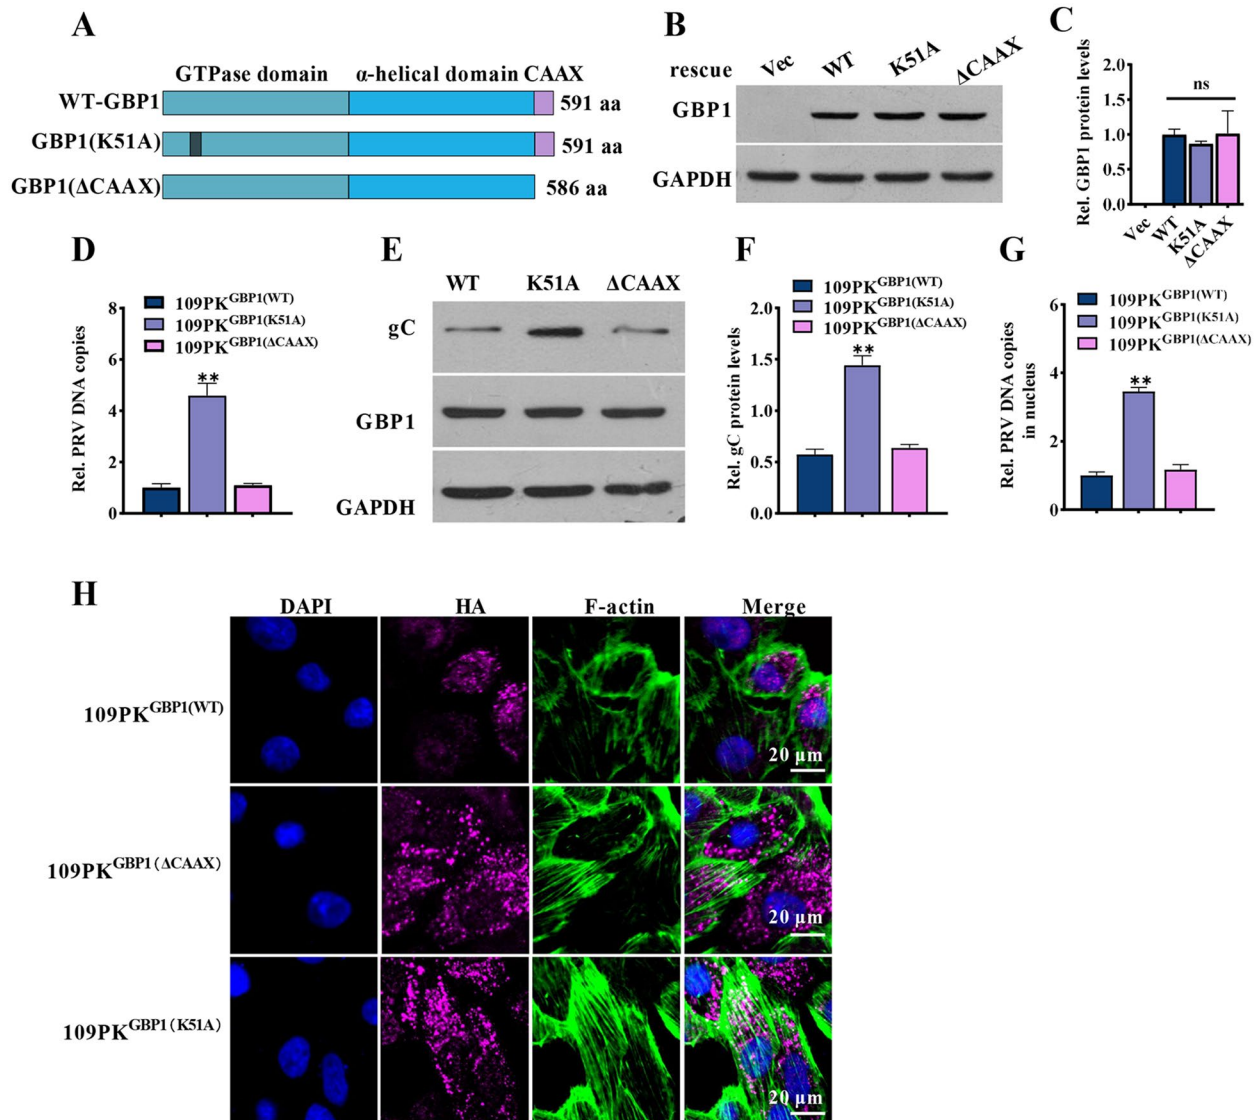 A
GTPase domain α-helical domain CAAX
WT-GBP1 591 aa
GBP1(K51A) 591 aa
GBP1(ΔCAAX) 586 aa
B
rescue Vec WT K51A ΔCAAX
GBP1
GAPDH
C
Rel. GBP1 protein levels
2.0
1.5
1.0
0.5
0.0
ns
Vec
WT
K51A
ΔCAAX
D
Rel. PRV DNA copies
8
6
4
2
0
109PKGBP1(WT)
109PKGBP1(K51A)
109PKGBP1(ΔCAAX)
**
E
WT K51A ΔCAAX
gC
GBP1
GAPDH
F
Rel. gC protein levels
2.0
1.5
1.0
0.5
0.0
109PKGBP1(WT)
109PKGBP1(K51A)
109PKGBP1(ΔCAAX)
**
G
Rel. PRV DNA copies
in nucleus
6
4
2
0
109PKGBP1(WT)
109PKGBP1(K51A)
109PKGBP1(ΔCAAX)
**
H
DAPI HA F-actin Merge
109PKGBP1(WT)
20 μm
109PKGBP1(ΔCAAX)
20 μm
109PKGBP1(K51A)
20 μm